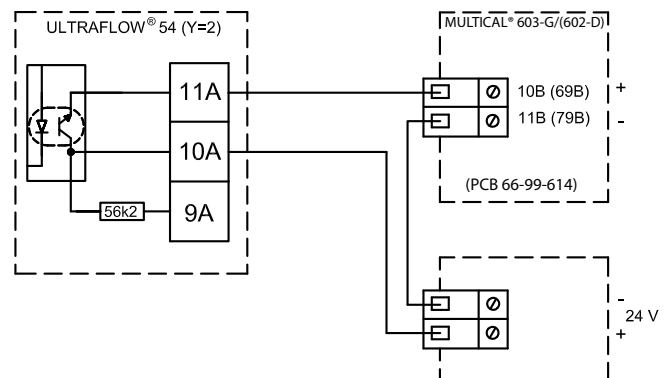 ULTRAFLOW® 54 (Y=2)
11A
10A
9A
56k2
MULTICAL® 603-G/(602-D)
10B (69B) +
11B (79B) -
(PCB 66-99-614)
-
24 V
+